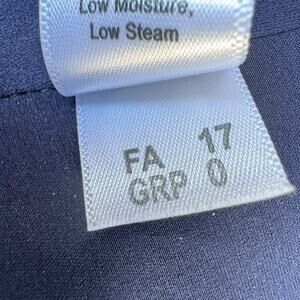 Low Moisture,
Low Steam
FA 17
GRP 0